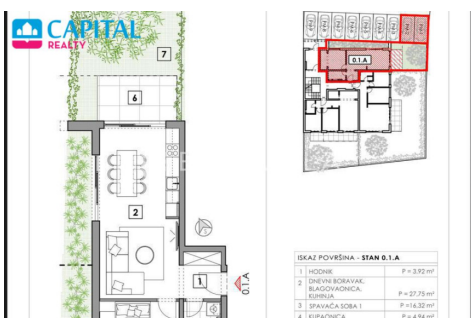 CAPITAL
REALTY
7
6
2
1
0.1.A
0.1.A
ISKAZ POVRŠINA - STAN 0.1.A
1 HODNIK P = 3.92 m²
2 DNEVNI BORAVAK, BLAGOVAONICA, KUHINJA P = 27.75 m²
3 SPAVAĆA SOBA 1 P =16.32 m²
4 KUPAONICA P = 4.94 m²